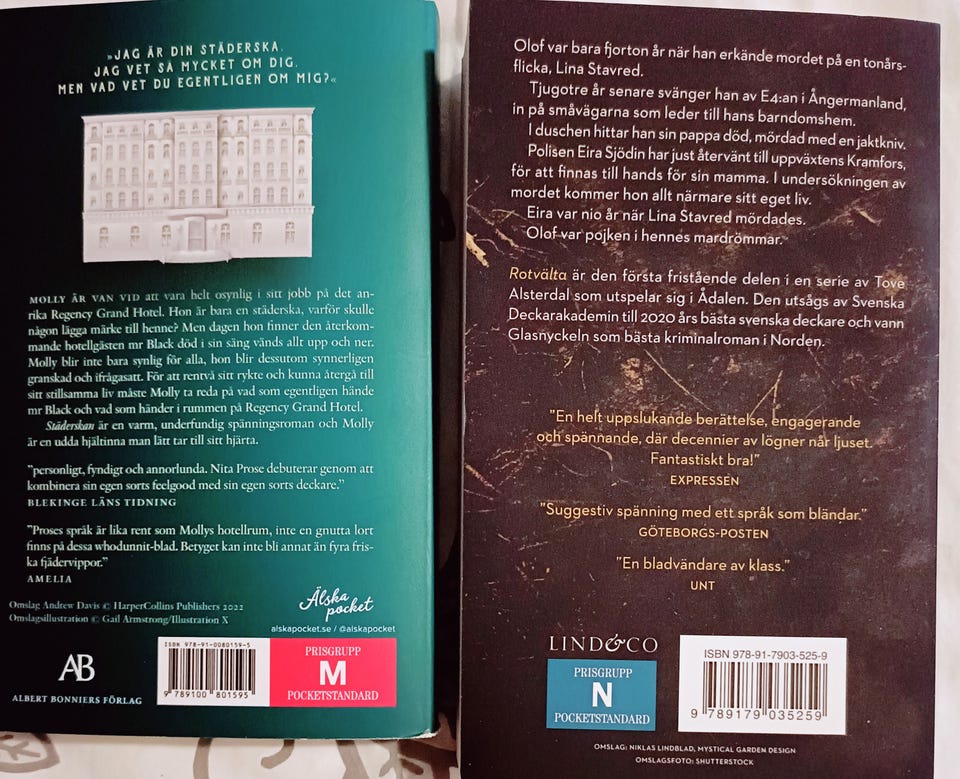 »JAG ÄR DIN STÄDERSKA.
JAG VET SÅ MYCKET OM DIG.
MEN VAD VET DU EGENTLIGEN OM MIG?«
MOLLY ÄR VAN VID att vara helt osynlig i sitt jobb på det an-
rika Regency Grand Hotel. Hon är bara en städerska, varför skulle
någon lägga märke till henne? Men dagen hon finner den återkom-
mande hotellgästen mr Black död i sin säng vänds allt upp och ner.
Molly blir inte bara synlig för alla, hon blir dessutom synnerligen
granskad och ifrågasatt. För att rentvå sitt rykte och kunna återgå till
sitt stillsamma liv måste Molly ta reda på vad som egentligen hände
mr Black och vad som händer i rummen på Regency Grand Hotel.
Städerskan är en varm, underfundig spänningsroman och Molly
är en udda hjältinna man lätt tar till sitt hjärta.
”personligt, fyndigt och annorlunda. Nita Prose debuterar genom att
kombinera sin egen sorts feelgood med sin egen sorts deckare.”
BLEKINGE LÄNS TIDNING
”Proses språk är lika rent som Mollys hotellrum, inte en gnutta lort
finns på dessa whodunnit-blad. Betyget kan inte bli annat än fyra fris-
ka fjädervippor.”
AMELIA
Omslag Andrew Davis © HarperCollins Publishers 2022
Omslagsillustration © Gail Armstrong/Illustration X
Älska
pocket
alskapocket.se / @alskapocket
AB
ALBERT BONNIERS FÖRLAG
ISBN 978-91-0080159-5
9 789100 801595
PRISGRUPP
M
POCKETSTANDARD
Olof var bara fjorton år när han erkände mordet på en tonårs-
flicka, Lina Stavred.
Tjugotre år senare svänger han av E4:an i Ångermanland,
in på småvägarna som leder till hans barndomshem.
I duschen hittar han sin pappa död, mördad med en jaktkniv.
Polisen Eira Sjödin har just återvänt till uppväxtens Kramfors,
för att finnas till hands för sin mamma. I undersökningen av
mordet kommer hon allt närmare sitt eget liv.
Eira var nio år när Lina Stavred mördades.
Olof var pojken i hennes mardrömmar.
Rotvälta är den första fristående delen i en serie av Tove
Alsterdal som utspelar sig i Ådalen. Den utsågs av Svenska
Deckarakademin till 2020 års bästa svenska deckare och vann
Glasnyckeln som bästa kriminalroman i Norden.
”En helt uppslukande berättelse, engagerande
och spännande, där decennier av lögner når ljuset.
Fantastiskt bra!”
EXPRESSEN
”Suggestiv spänning med ett språk som bländar.”
GÖTEBORGS-POSTEN
”En bladvändare av klass.”
UNT
LIND&CO
PRISGRUPP
N
POCKETSTANDARD
ISBN 978-91-7903-525-9
9 789179 035259
OMSLAG: NIKLAS LINDBLAD, MYSTICAL GARDEN DESIGN
OMSLAGSFOTO: SHUTTERSTOCK